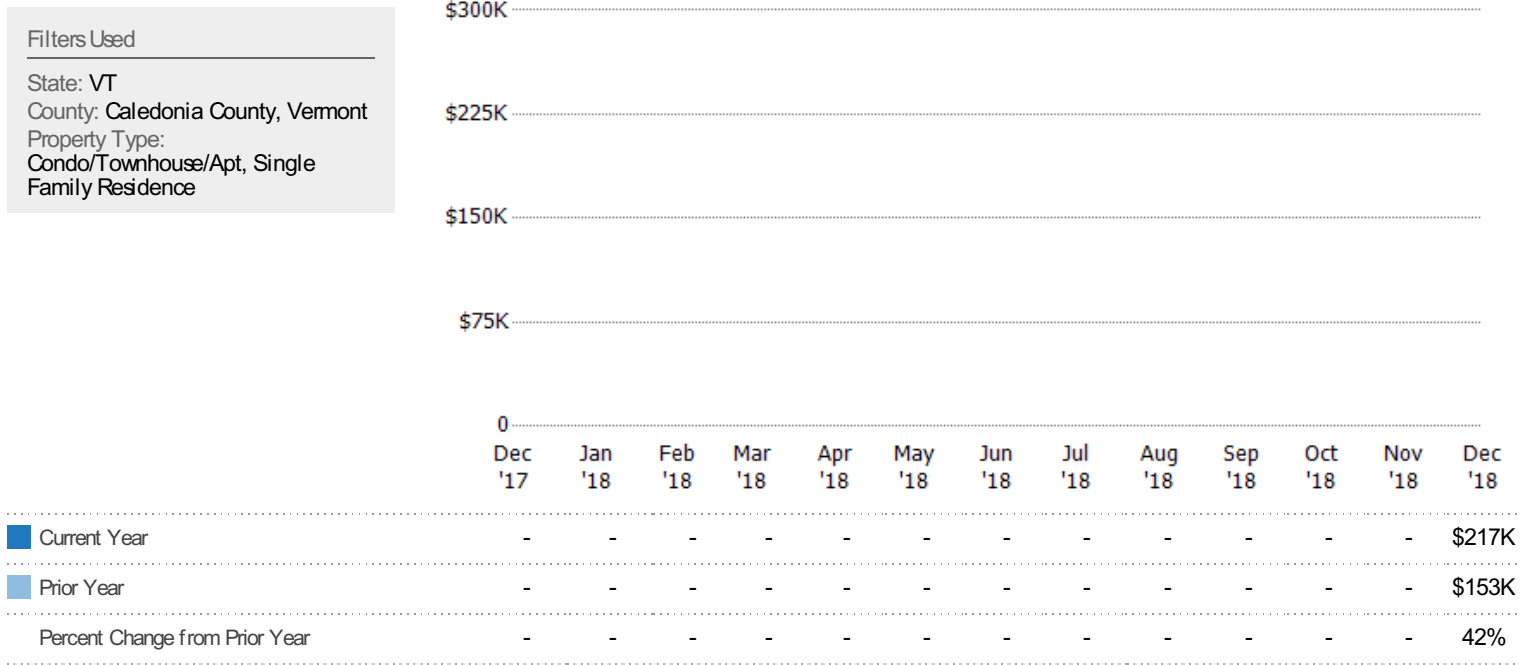 Filters Used
State: VT
County: Caledonia County, Vermont
Property Type:
Condo/Townhouse/Apt, Single
Family Residence
$300K
$225K
$150K
$75K
0
Dec Jan Feb Mar Apr May Jun Jul Aug Sep Oct Nov Dec
'17 '18 '18 '18 '18 '18 '18 '18 '18 '18 '18 '18 '18
Current Year - - - - - - - - - - - - $217K
Prior Year - - - - - - - - - - - - $153K
Percent Change from Prior Year - - - - - - - - - - - - 42%